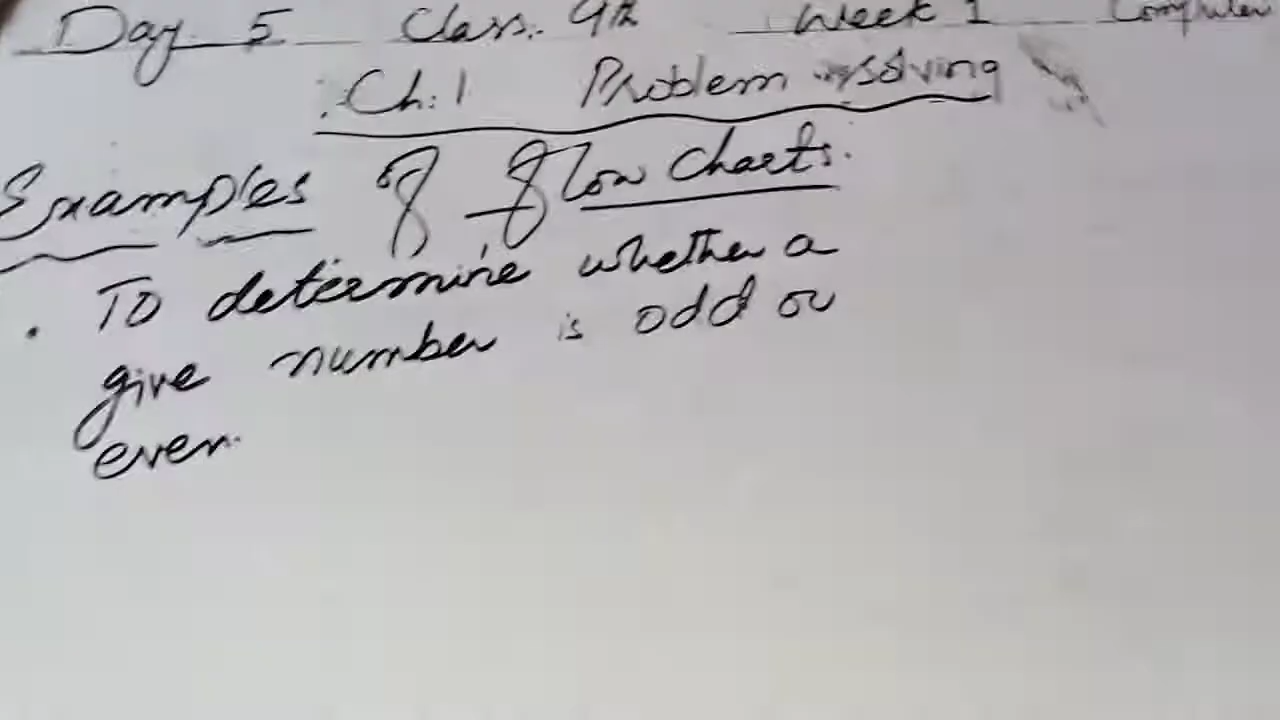 Day 5 Class. 9th Week 1 Computer
Ch:1 Problem solving
Examples of flow charts.
. To determine whether a
give number is odd or
even.